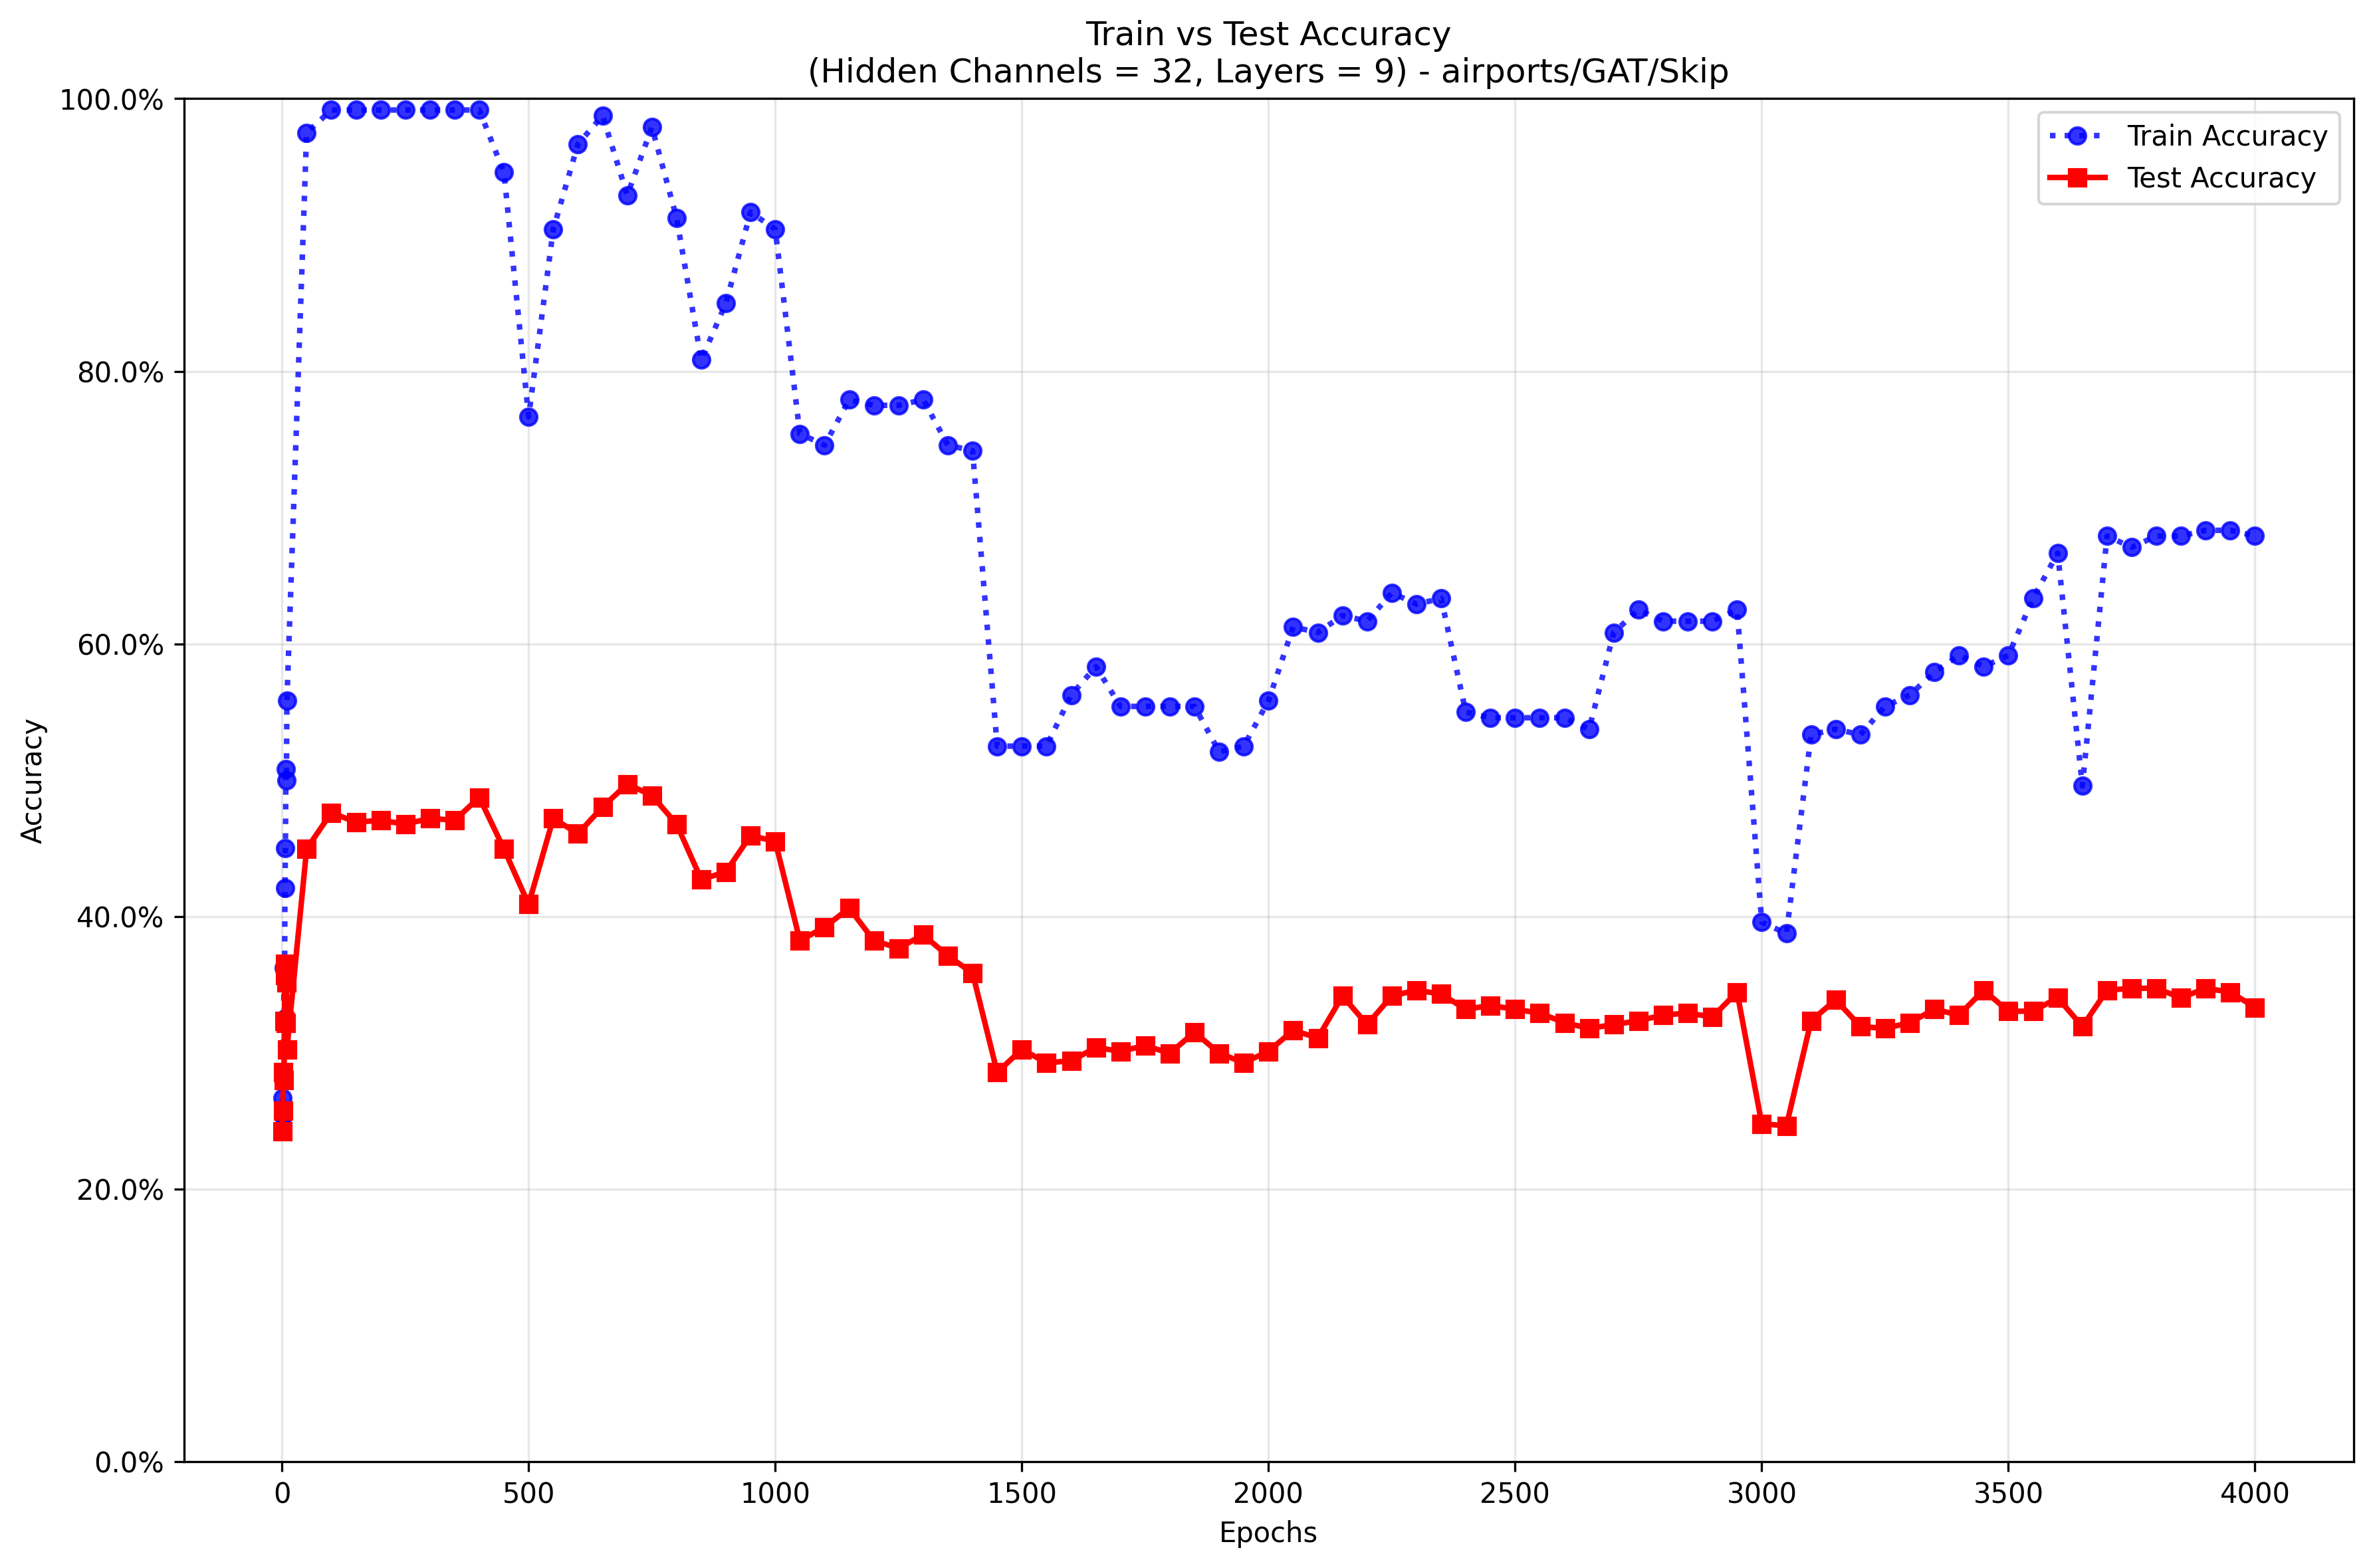 Train vs Test Accuracy
(Hidden Channels = 32, Layers = 9) - airports/GAT/Skip
Train Accuracy
Test Accuracy
Accuracy
100.0%
80.0%
60.0%
40.0%
20.0%
0.0%
0 500 1000 1500 2000 2500 3000 3500 4000
Epochs